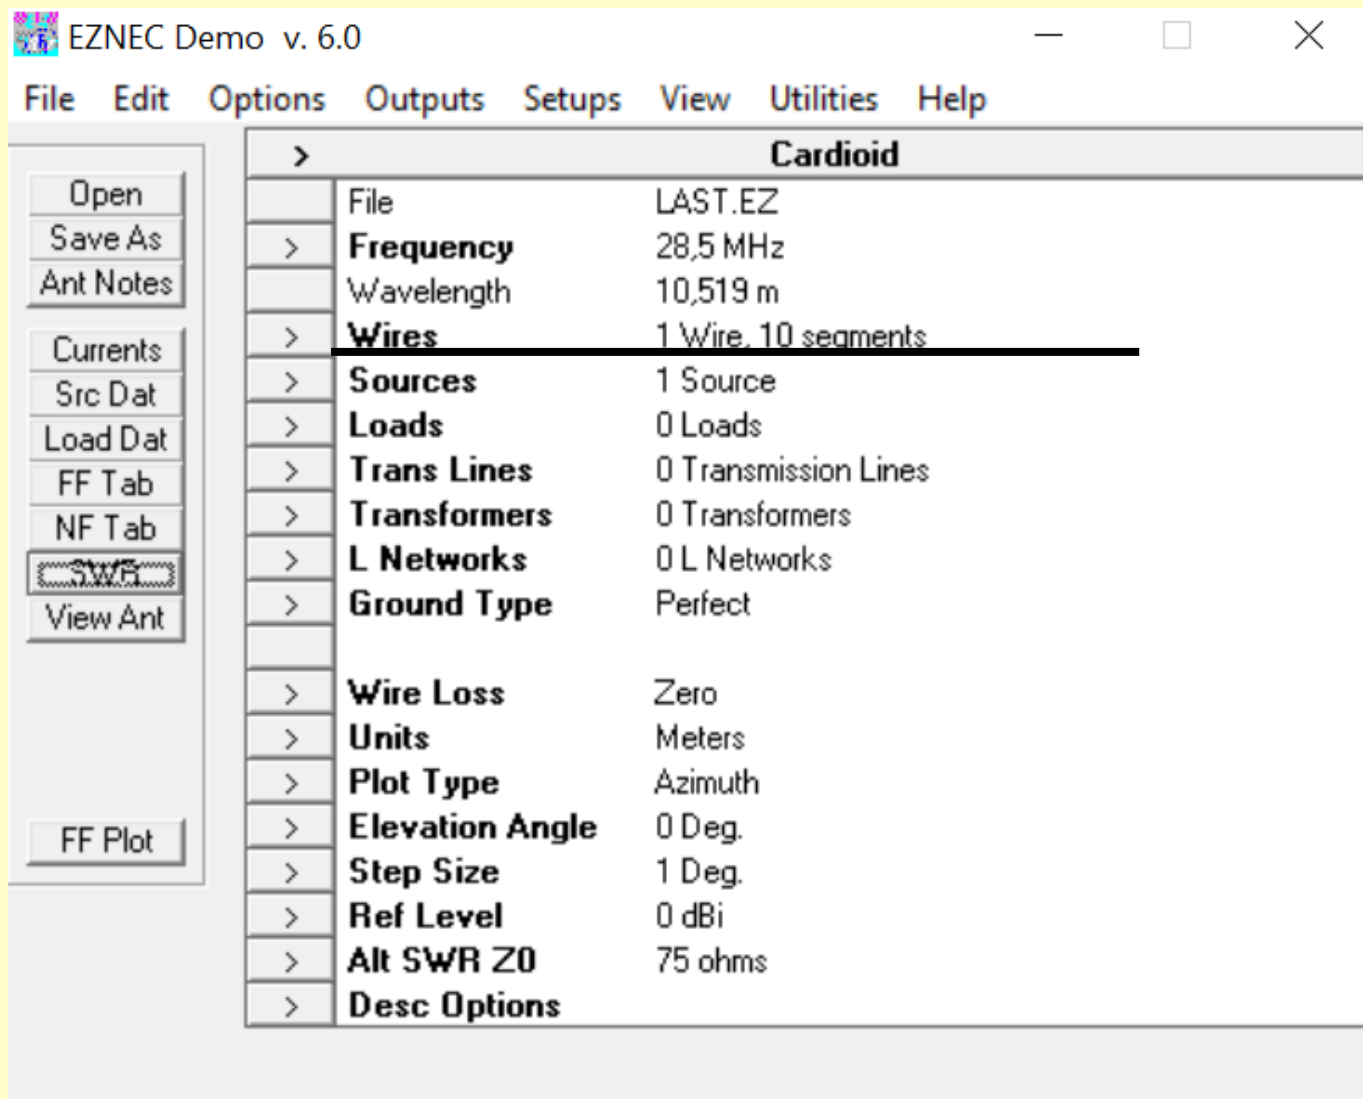 EZNEC Demo v. 6.0
File Edit Options Outputs Setups View Utilities Help
Open
Save As
Ant Notes
Currents
Src Dat
Load Dat
FF Tab
NF Tab
SWR
View Ant
FF Plot
> Cardioid
File LAST.EZ
> Frequency 28,5 MHz
Wavelength 10,519 m
> Wires 1 Wire, 10 segments
> Sources 1 Source
> Loads 0 Loads
> Trans Lines 0 Transmission Lines
> Transformers 0 Transformers
> L Networks 0 L Networks
> Ground Type Perfect
> Wire Loss Zero
> Units Meters
> Plot Type Azimuth
> Elevation Angle 0 Deg.
> Step Size 1 Deg.
> Ref Level 0 dBi
> Alt SWR Z0 75 ohms
> Desc Options